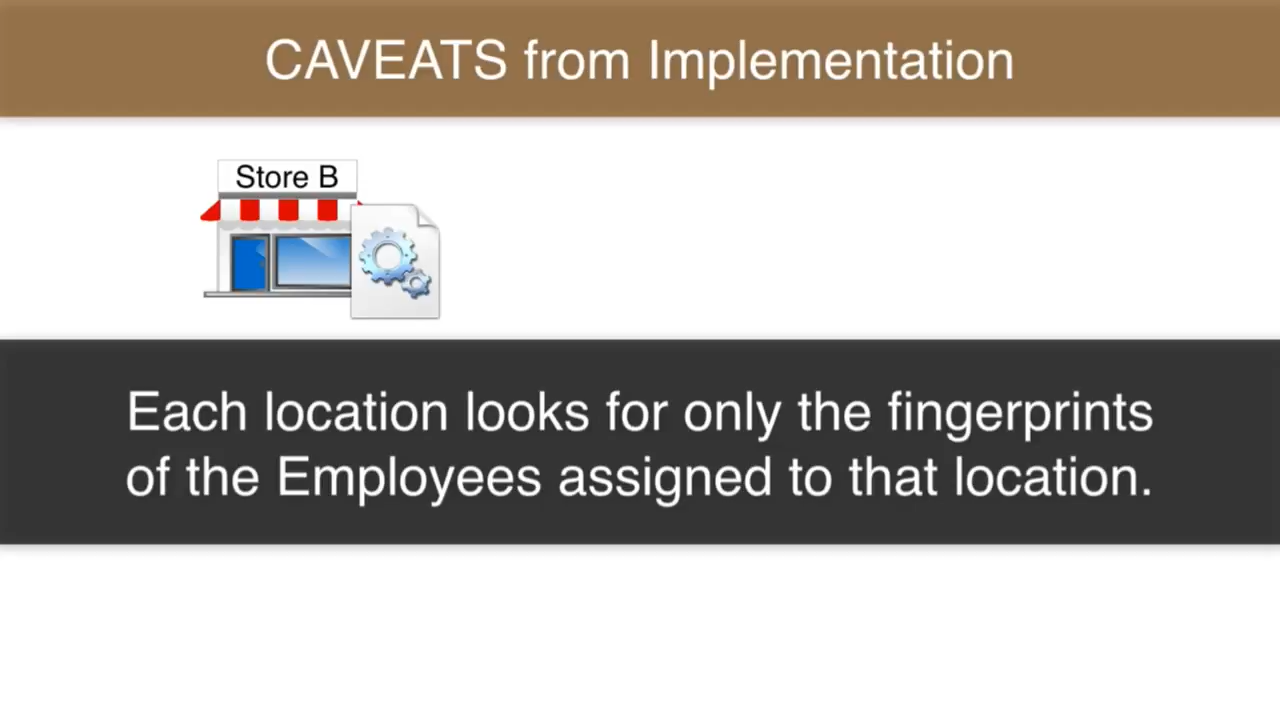 CAVEATS from Implementation
Store B
Each location looks for only the fingerprints
of the Employees assigned to that location.